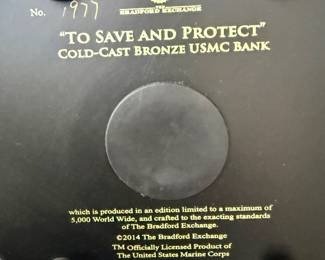 No. 1977
THE
BRADFORD EXCHANGE
"TO SAVE AND PROTECT"
COLD-CAST BRONZE USMC BANK
which is produced in an edition limited to a maximum of
5,000 World Wide, and crafted to the exacting standards
of The Bradford Exchange.
©2014 The Bradford Exchange
TM Officially Licensed Product of
The United States Marine Corps